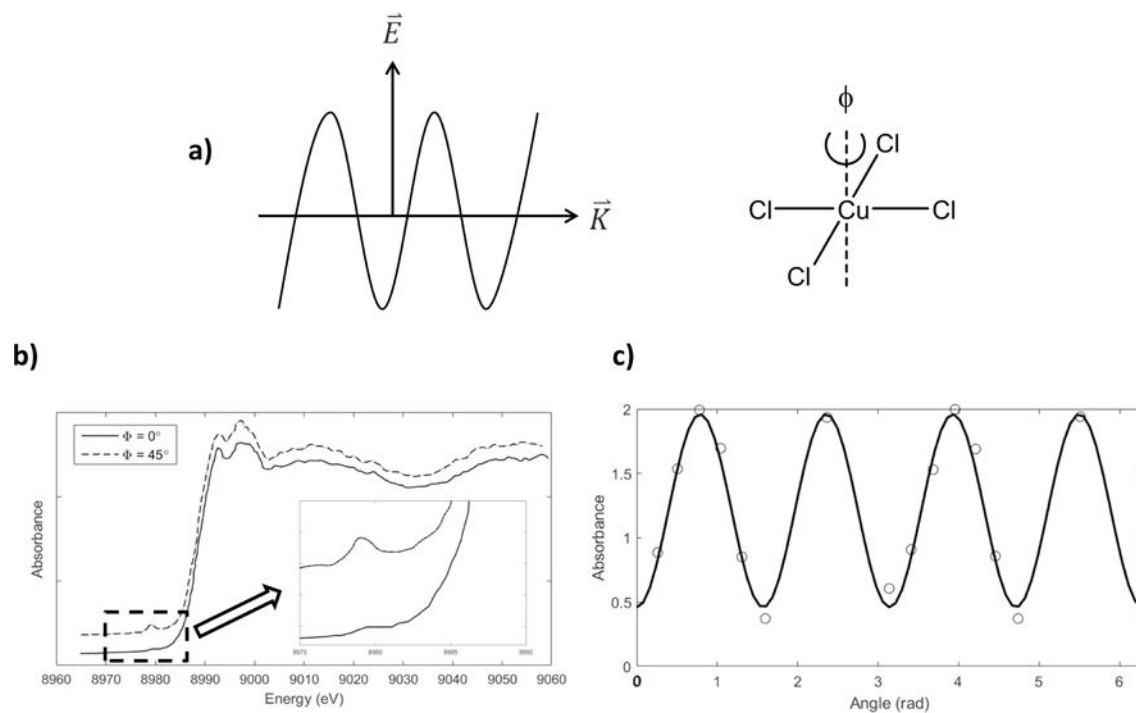 a)
E
K
ϕ
Cl
Cl
Cu
Cl
Cl
b)
Φ = 0°
Φ = 45°
Absorbance
8975
8980
8985
8990
8960
8970
8980
8990
9000
9010
9020
9030
9040
9050
9060
Energy (eV)
c)
Absorbance
2
1.5
1
0.5
0
0
1
2
3
4
5
6
Angle (rad)